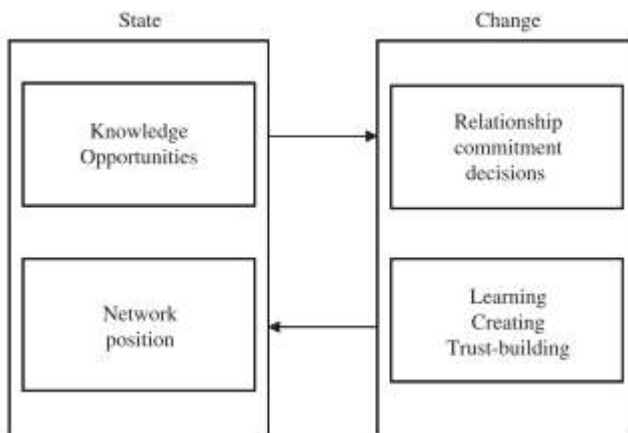 State
Change
Knowledge
Opportunities
Relationship
commitment
decisions
Network
position
Learning
Creating
Trust-building